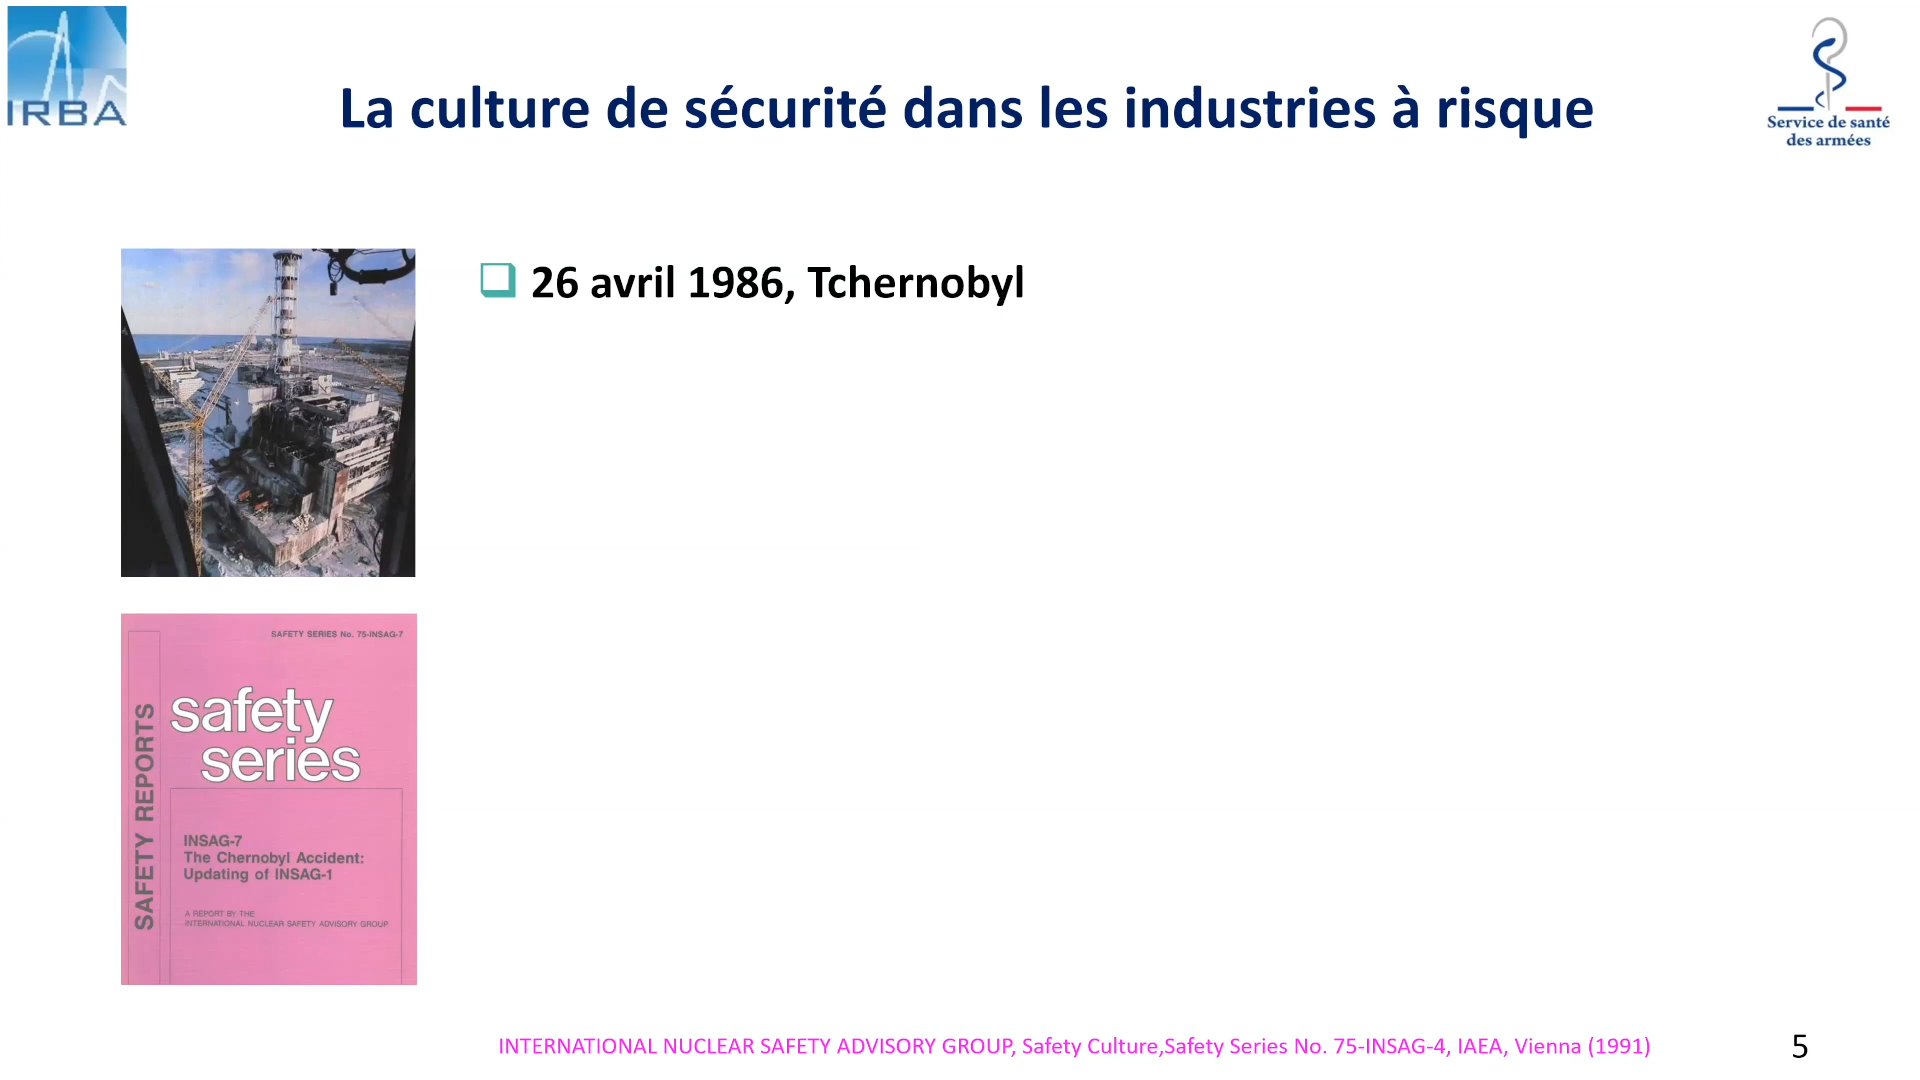 IRBA
Service de santé
des armées
La culture de sécurité dans les industries à risque
26 avril 1986, Tchernobyl
SAFETY SERIES No. 75-INSAG-7
safety
series
SAFETY REPORTS
INSAG-7
The Chernobyl Accident:
Updating of INSAG-1
A REPORT BY THE
INTERNATIONAL NUCLEAR SAFETY ADVISORY GROUP
INTERNATIONAL NUCLEAR SAFETY ADVISORY GROUP, Safety Culture,Safety Series No. 75-INSAG-4, IAEA, Vienna (1991)
5